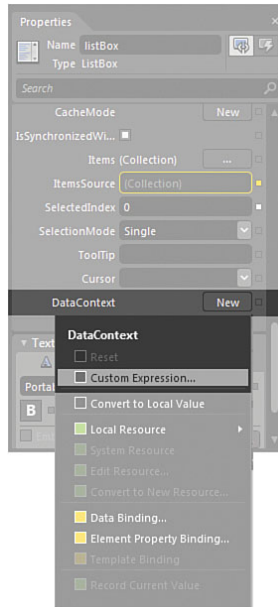 Properties
Name listBox
Type ListBox
Search
CacheMode New
IsSynchronizedWi...
Items (Collection) ...
ItemsSource (Collection)
SelectedIndex 0
SelectionMode Single
ToolTip
Cursor
DataContext New
DataContext
Reset
Custom Expression...
Convert to Local Value
Local Resource
System Resource
Edit Resource...
Convert to New Resource...
Data Binding...
Element Property Binding...
Template Binding
Record Current Value
Text
A
Portab
B